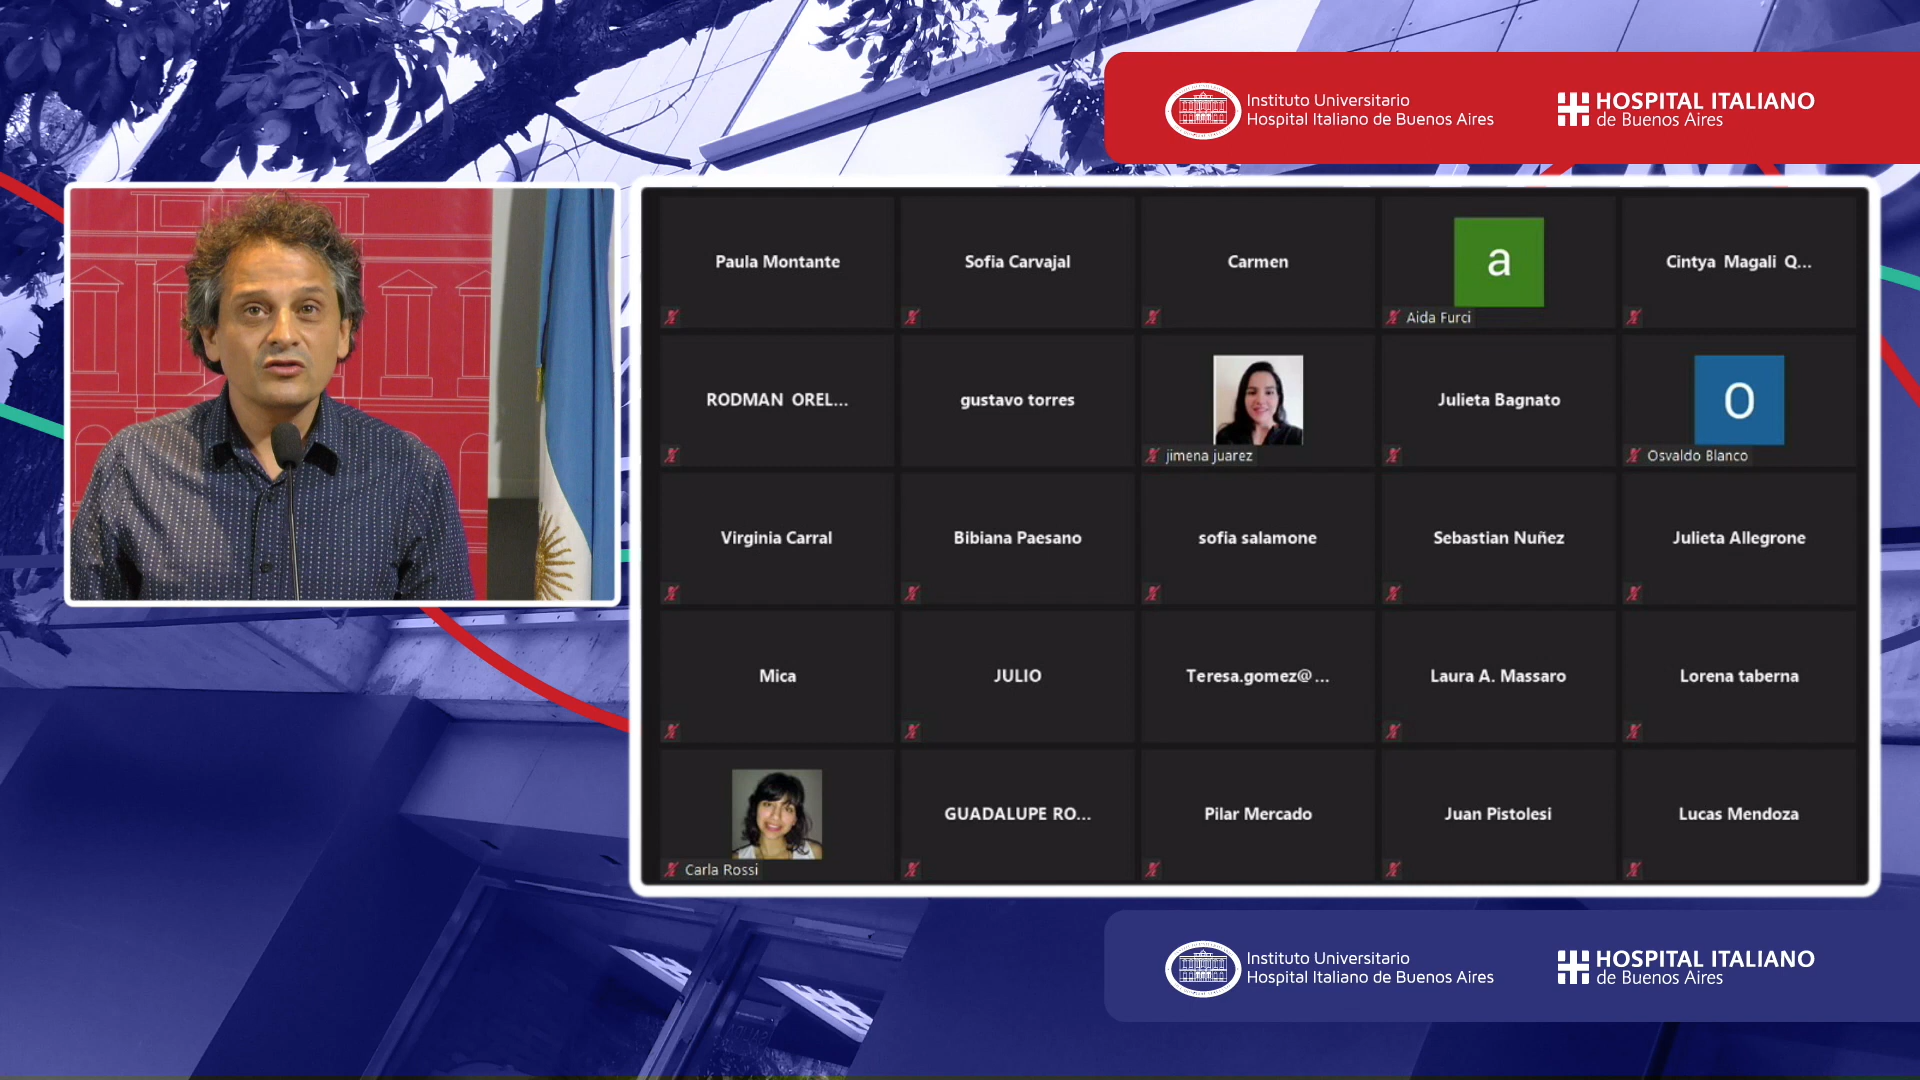 Instituto Universitario
Hospital Italiano de Buenos Aires
HOSPITAL ITALIANO
de Buenos Aires
Paula Montante
Sofia Carvajal
Carmen
a
Aida Furci
Cintya Magali Q...
RODMAN OREL...
gustavo torres
jimena juarez
Julieta Bagnato
O
Osvaldo Blanco
Virginia Carral
Bibiana Paesano
sofia salamone
Sebastian Nuñez
Julieta Allegrone
Mica
JULIO
Teresa.gomez@...
Laura A. Massaro
Lorena taberna
Carla Rossi
GUADALUPE RO...
Pilar Mercado
Juan Pistolesi
Lucas Mendoza
Instituto Universitario
Hospital Italiano de Buenos Aires
HOSPITAL ITALIANO
de Buenos Aires